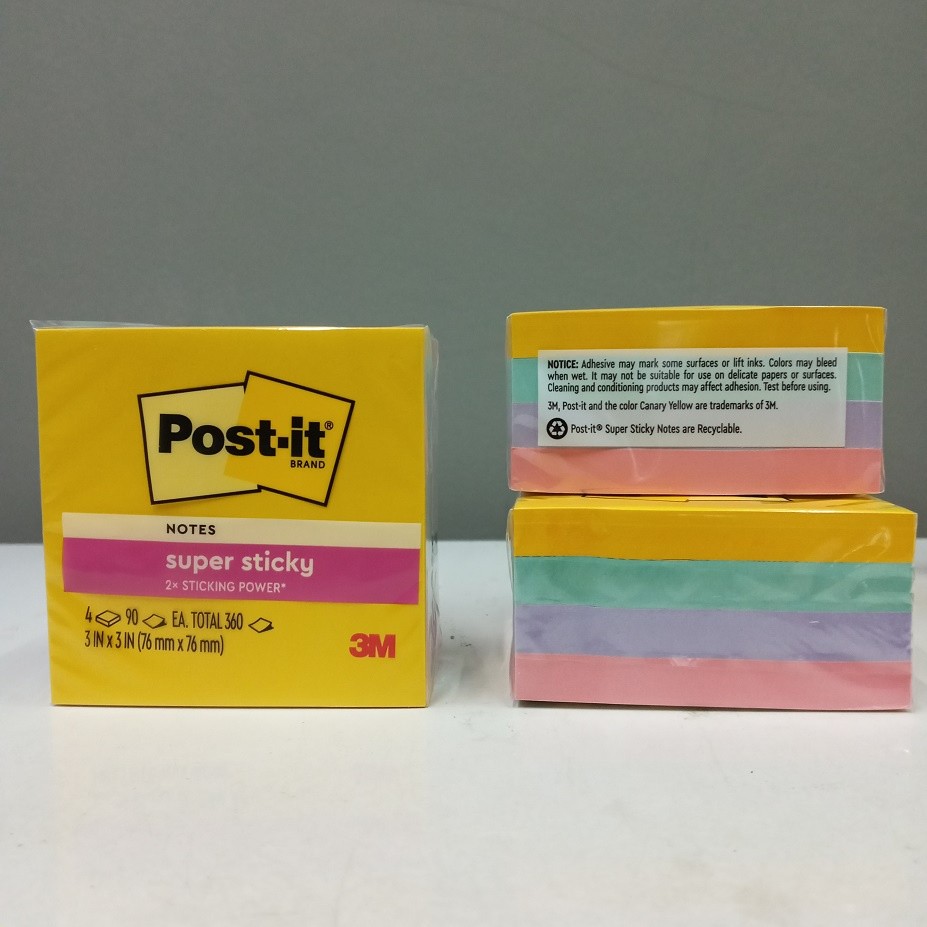 Post-it®
BRAND
NOTES
super sticky
2× STICKING POWER*
4 90 EA. TOTAL 360
3 IN x 3 IN (76 mm x 76 mm)
3M
NOTICE: Adhesive may mark some surfaces or lift inks. Colors may bleed
when wet. It may not be suitable for use on delicate papers or surfaces.
Cleaning and conditioning products may affect adhesion. Test before using.
3M, Post-it and the color Canary Yellow are trademarks of 3M.
Post-it® Super Sticky Notes are Recyclable.